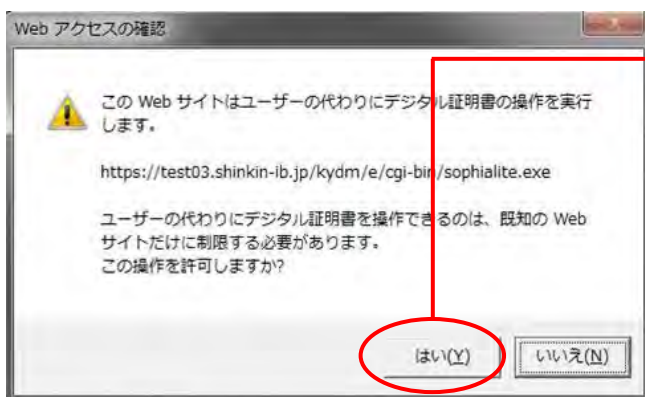 Web アクセスの確認
この Web サイトはユーザーの代わりにデジタル証明書の操作を実行
します。
https://test03.shinkin-ib.jp/kydm/e/cgi-bin/sophialite.exe
ユーザーの代わりにデジタル証明書を操作できるのは、既知の Web
サイトだけに制限する必要があります。
この操作を許可しますか?
はい(Y)
いいえ(N)